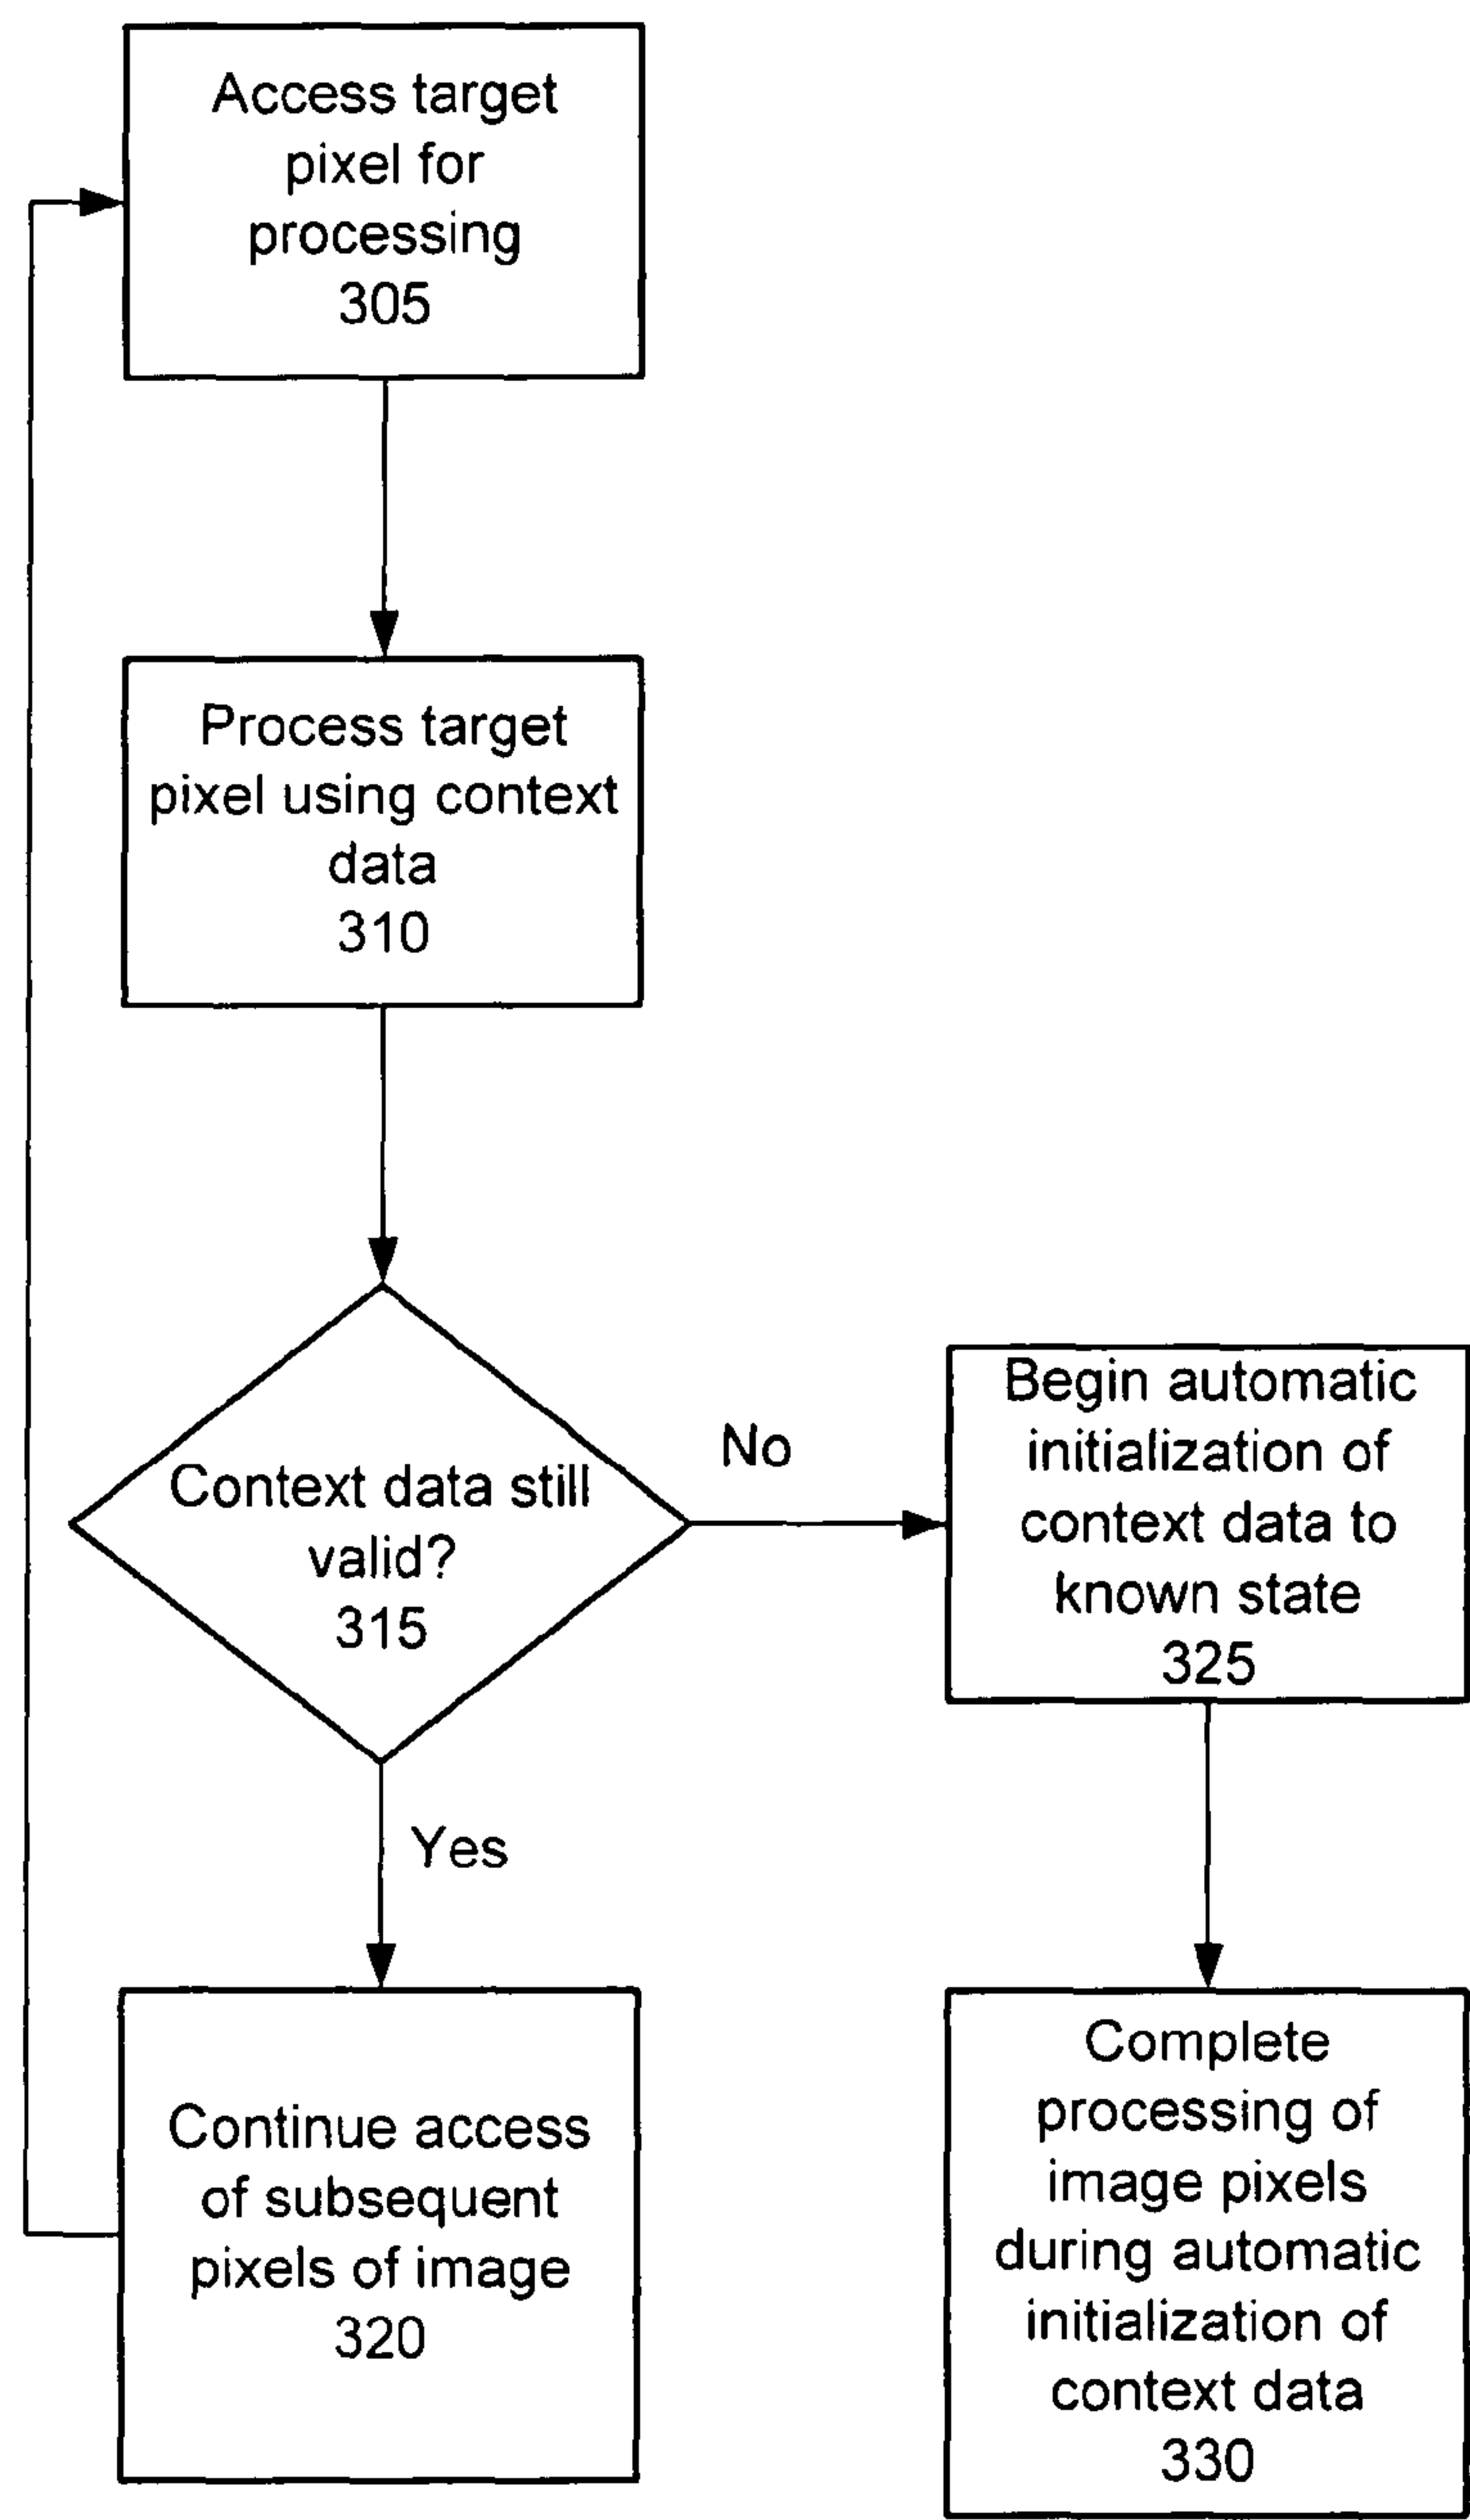 Access target
pixel for
processing
305
Process target
pixel using context
data
310
Context data still
valid?
315
No
Begin automatic
initialization of
context data to
known state
325
Yes
Continue access
of subsequent
pixels of image
320
Complete
processing of
image pixels
during automatic
initialization of
context data
330